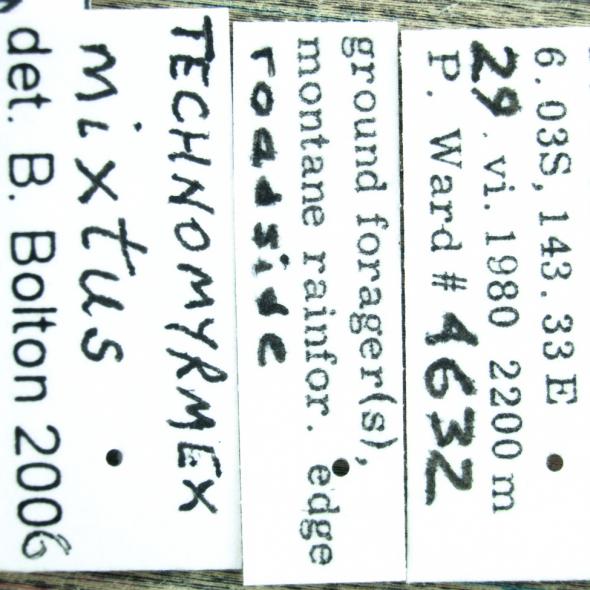 6.03S, 143.33 E
29.vi.1980 2200 m
P. Ward # 4632
ground forager(s),
montane rainfor. edge
roadside
TECHNOMYRMEX
mixtus
det. B. Bolton 2006